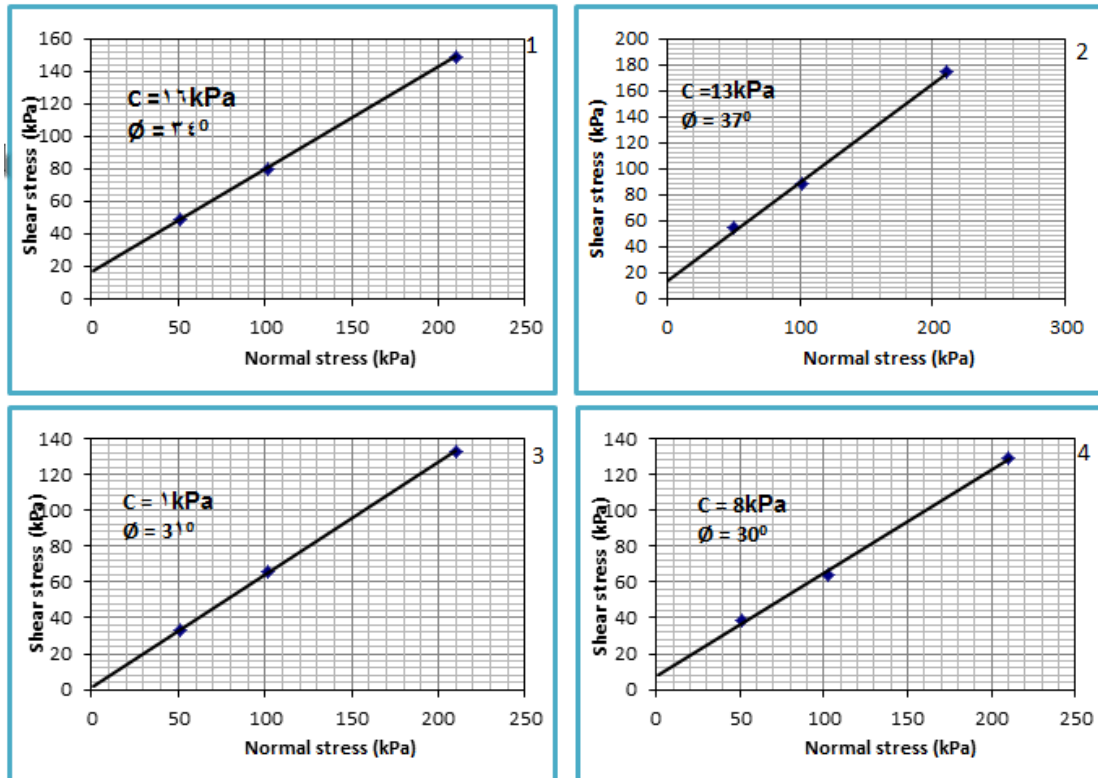 1
160
140
120
100
80
60
40
20
0
Shear stress (kPa)
C =١٦kPa
Ø = ٣٤⁰
0 50 100 150 200 250
Normal stress (kPa)
2
200
180
160
140
120
100
80
60
40
20
0
Shear stress (kPa)
C =13kPa
Ø = 37⁰
0 100 200 300
Normal stress (kPa)
3
140
120
100
80
60
40
20
0
Shear stress (kPa)
C = ١kPa
Ø = 3١⁰
0 50 100 150 200 250
Normal stress (kPa)
4
140
120
100
80
60
40
20
0
Shear stress (kPa)
C = 8kPa
Ø = 30⁰
0 50 100 150 200 250
Normal stress (kPa)